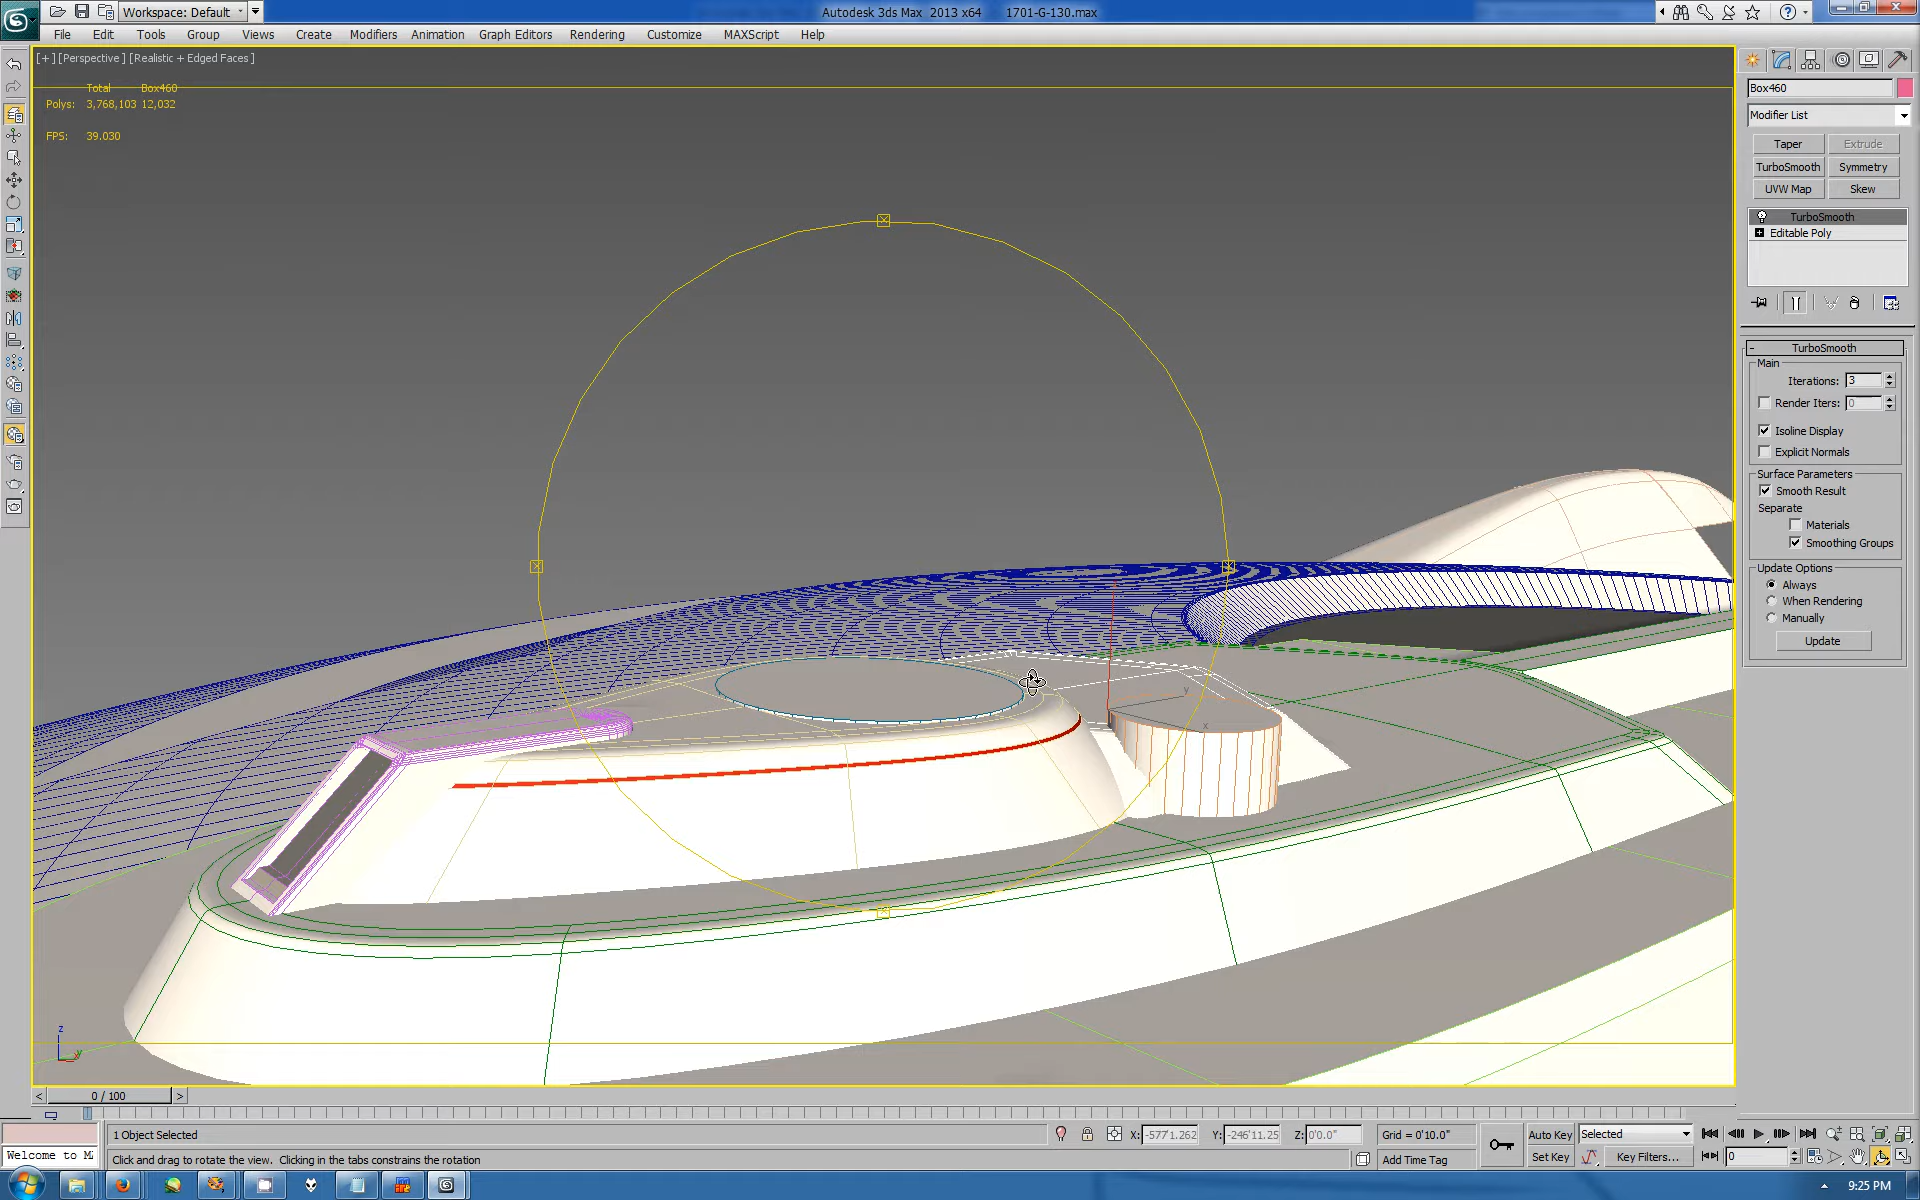 Workspace: Default
Autodesk 3ds Max 2013 x64 1701-G-130.max
File Edit Tools Group Views Create Modifiers Animation Graph Editors Rendering Customize MAXScript Help
[+] [Perspective ] [Realistic + Edged Faces ]
Total Box460
Polys: 3,768,103 12,032
FPS: 39.030
Box460
Modifier List
Taper Extrude
TurboSmooth Symmetry
UVW Map Skew
TurboSmooth
Editable Poly
- TurboSmooth
Main
Iterations: 3
Render Iters: 0
Isoline Display
Explicit Normals
Surface Parameters
Smooth Result
Separate
Materials
Smoothing Groups
Update Options
Always
When Rendering
Manually
Update
y
x
z
y
< 0 / 100 >
1 Object Selected X: -577'1.262 Y: -246'11.25 Z: 0'0.0" Grid = 0'10.0" Auto Key Selected
Welcome to Click and drag to rotate the view. Clicking in the tabs constrains the rotation Add Time Tag Set Key Key Filters... 0
9:25 PM